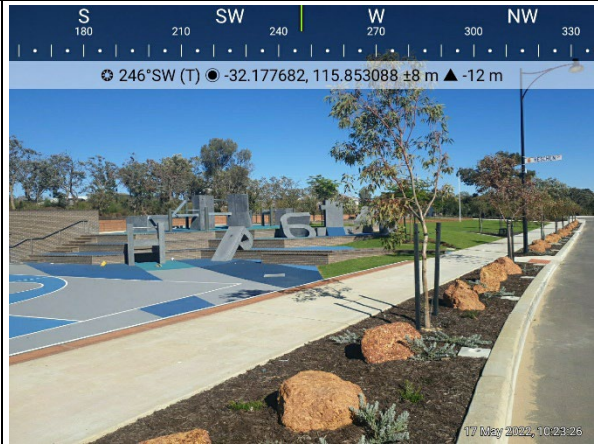 S SW W NW
180 210 240 270 300 330
246°SW (T) -32.177682, 115.853088 ±8 m ▲ -12 m
17 May 2022, 10:23:26